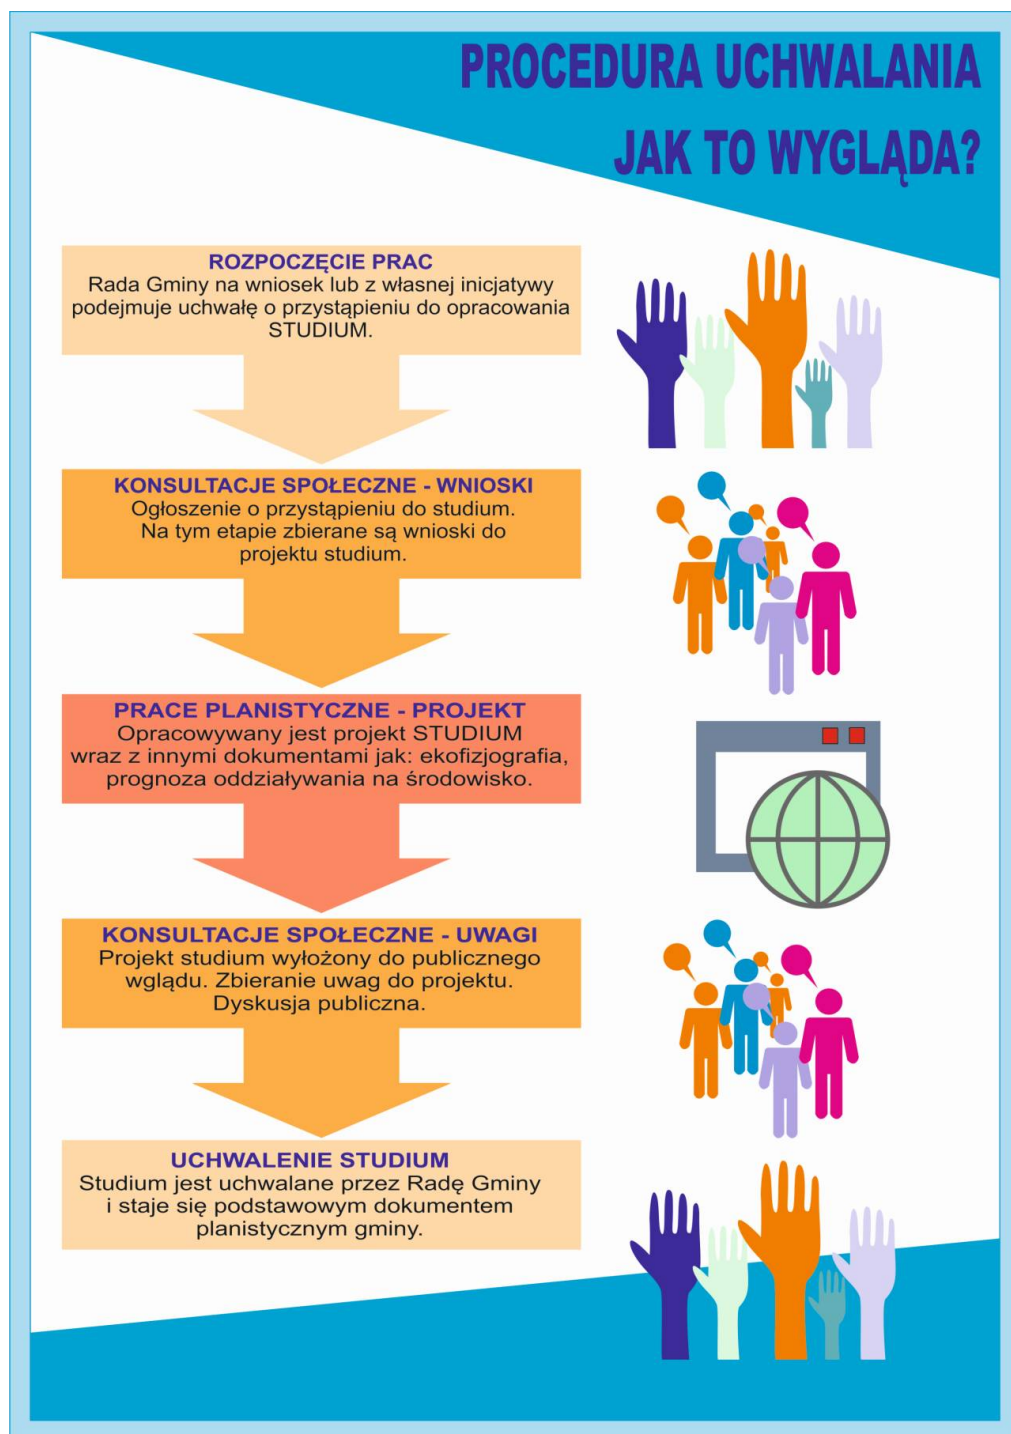 PROCEDURA UCHWALANIA
JAK TO WYGLĄDA?
ROZPOCZĘCIE PRAC
Rada Gminy na wniosek lub z własnej inicjatywy
podejmuje uchwałę o przystąpieniu do opracowania
STUDIUM.
KONSULTACJE SPOŁECZNE - WNIOSKI
Ogłoszenie o przystąpieniu do studium.
Na tym etapie zbierane są wnioski do
projektu studium.
PRACE PLANISTYCZNE - PROJEKT
Opracowywany jest projekt STUDIUM
wraz z innymi dokumentami jak: ekofizjografia,
prognoza oddziaływania na środowisko.
KONSULTACJE SPOŁECZNE - UWAGI
Projekt studium wyłożony do publicznego
wglądu. Zbieranie uwag do projektu.
Dyskusja publiczna.
UCHWALENIE STUDIUM
Studium jest uchwalane przez Radę Gminy
i staje się podstawowym dokumentem
planistycznym gminy.